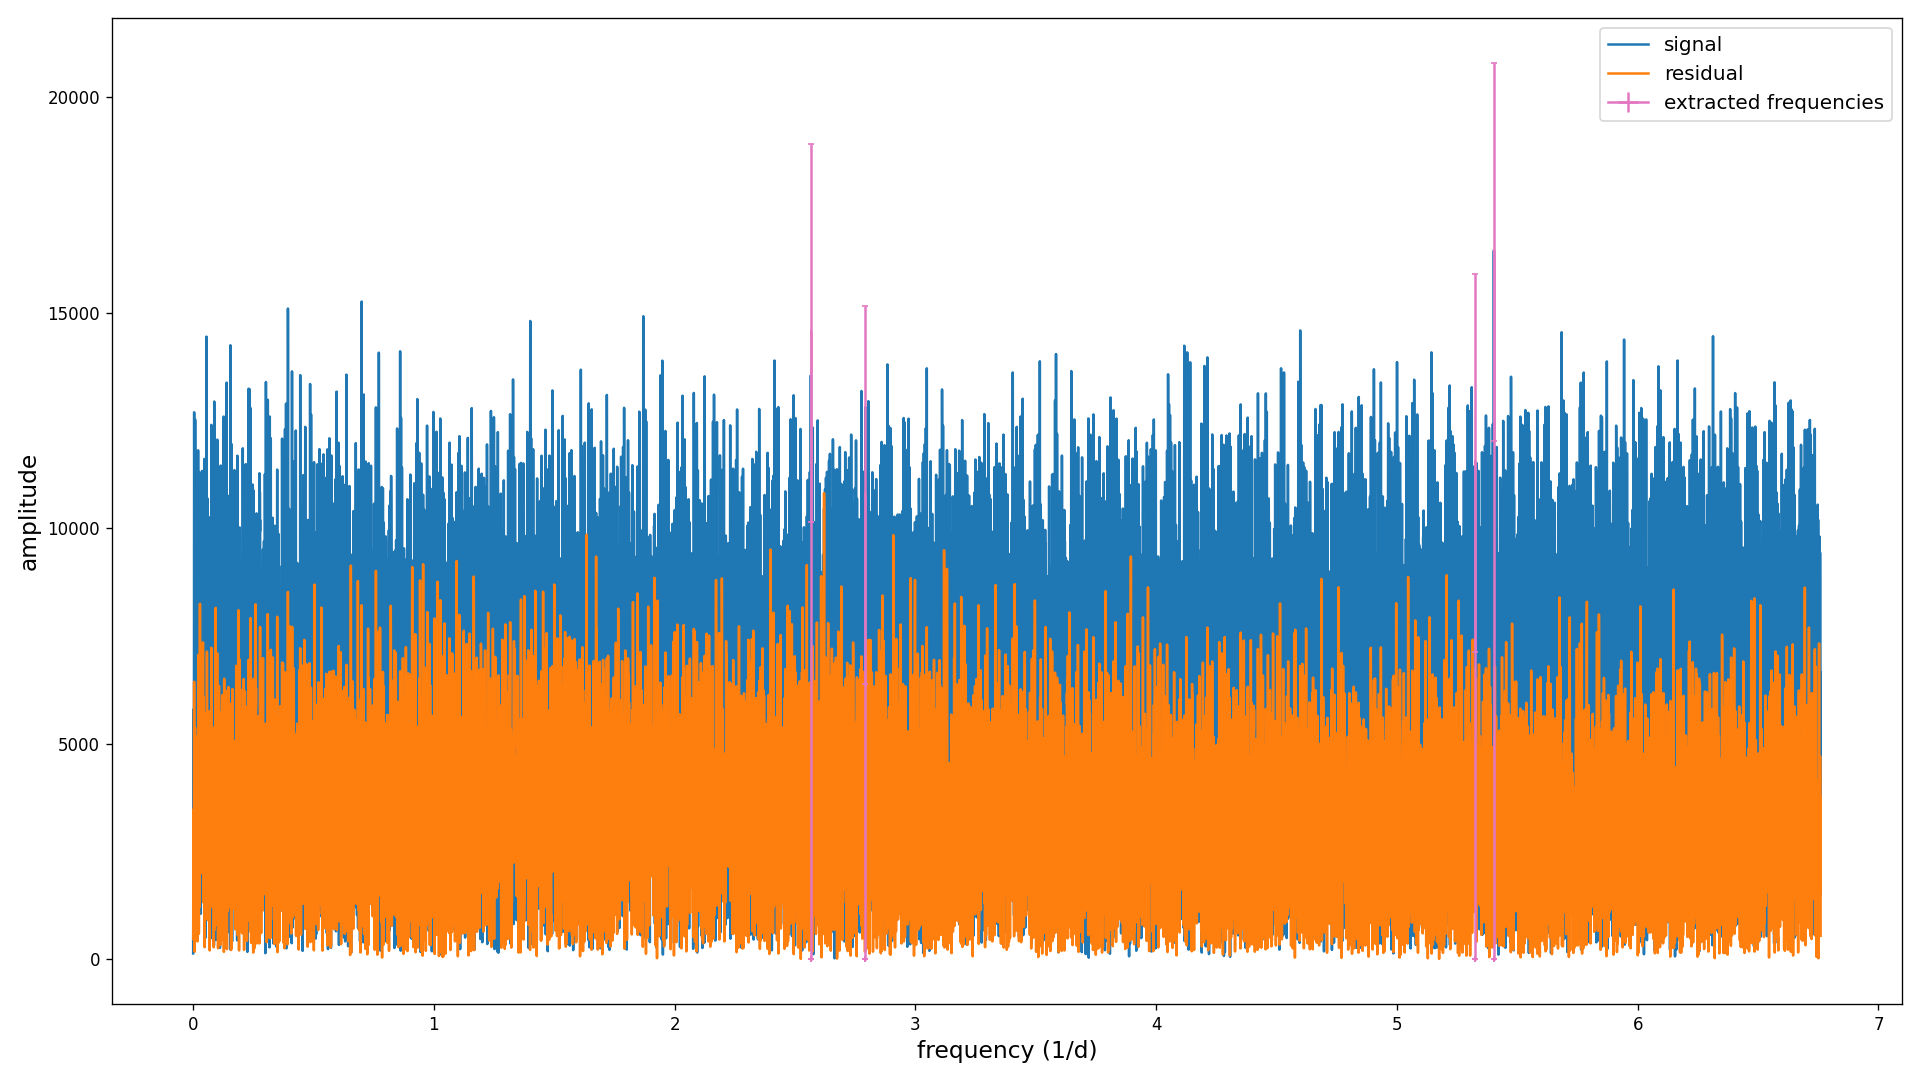 signal
residual
extracted frequencies
20000
15000
10000
5000
0
amplitude
0 1 2 3 4 5 6 7
frequency (1/d)